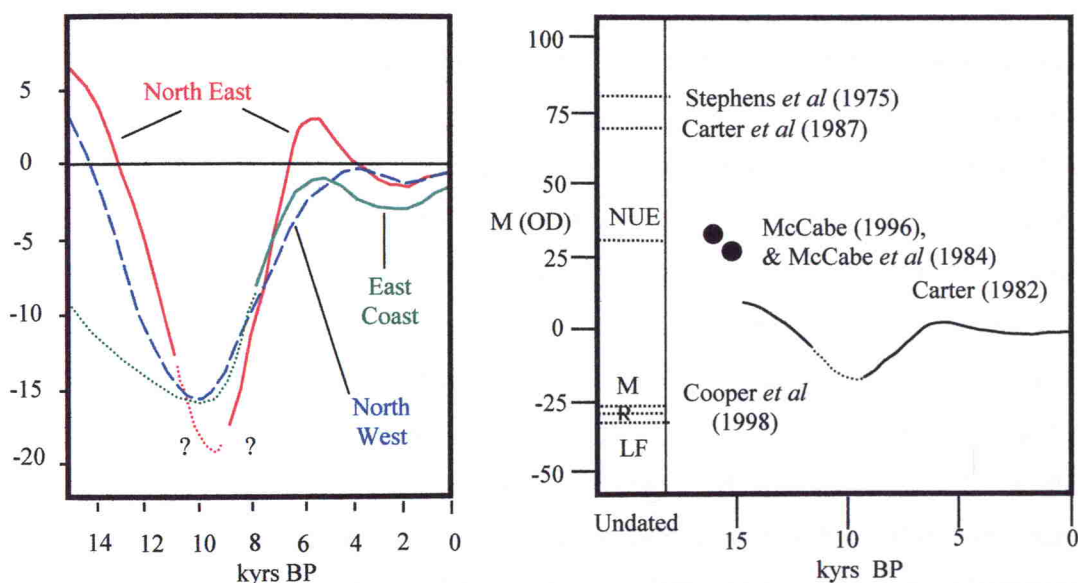 5
0
-5
-10
-15
-20
North East
East
Coast
North
West
?
?
14 12 10 8 6 4 2 0
kyrs BP
100
75
50
M (OD)
25
0
-25
-50
NUE
M
R
LF
Undated
Stephens et al (1975)
Carter et al (1987)
McCabe (1996),
& McCabe et al (1984)
Carter (1982)
Cooper et al
(1998)
15 10 5 0
kyrs BP